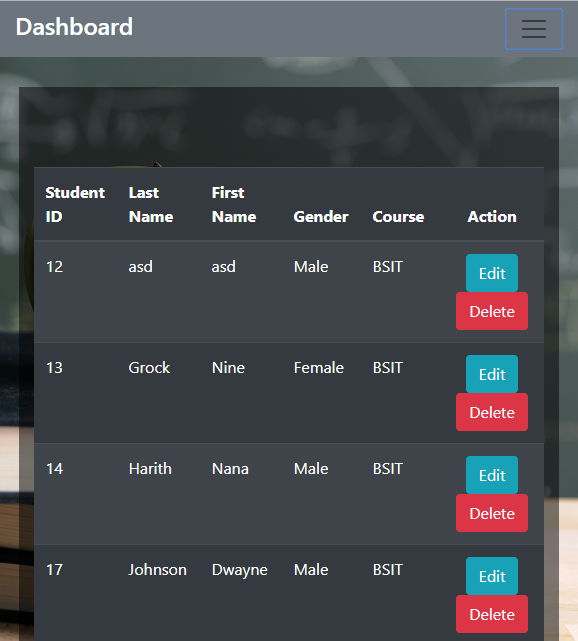 Dashboard
Student ID Last Name First Name Gender Course Action
12 asd asd Male BSIT Edit
Delete
13 Grock Nine Female BSIT Edit
Delete
14 Harith Nana Male BSIT Edit
Delete
17 Johnson Dwayne Male BSIT Edit
Delete